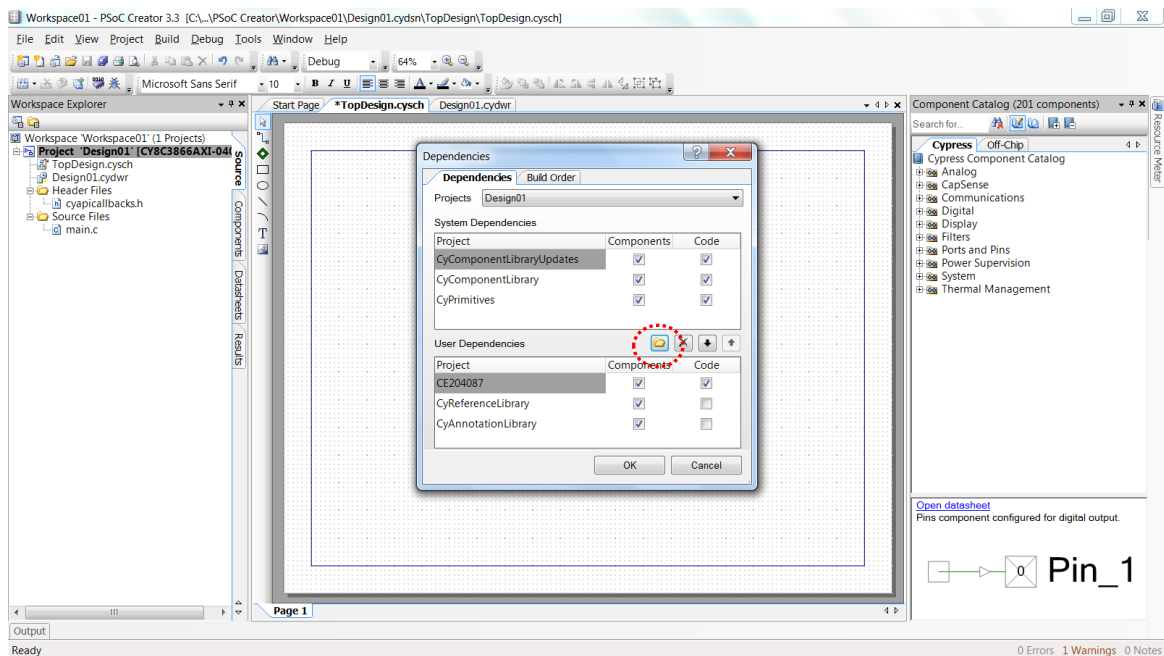 Workspace01 - PSoC Creator 3.3 [C:\...\PSoC Creator\Workspace01\Design01.cydsn\TopDesign\TopDesign.cysch]
File Edit View Project Build Debug Tools Window Help
Debug 64%
Microsoft Sans Serif 10 B I U A
Workspace Explorer
Workspace 'Workspace01' (1 Projects)
Project 'Design01' [CY8C3866AXI-040
TopDesign.cysch
Design01.cydwr
Header Files
cyapicallbacks.h
Source Files
main.c
Source
Components
Datasheets
Results
Start Page *TopDesign.cysch Design01.cydwr
T
Dependencies
Dependencies Build Order
Projects Design01
System Dependencies
Project Components Code
CyComponentLibraryUpdates
CyComponentLibrary
CyPrimitives
User Dependencies
Project Components Code
CE204087
CyReferenceLibrary
CyAnnotationLibrary
OK Cancel
Page 1
Component Catalog (201 components)
Search for...
Cypress Off-Chip
Cypress Component Catalog
Analog
CapSense
Communications
Digital
Display
Filters
Ports and Pins
Power Supervision
System
Thermal Management
Resource Meter
Open datasheet
Pins component configured for digital output.
0 Pin_1
Output
Ready 0 Errors 1 Warnings 0 Notes